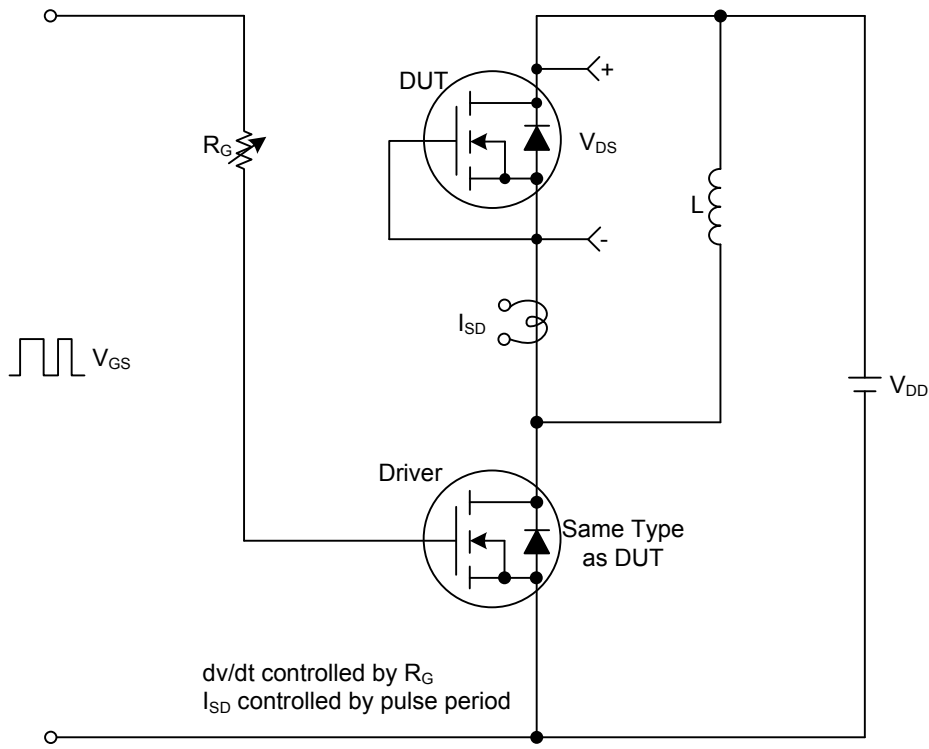 DUT
+
R_G
V_DS
L
-
I_SD
V_GS
V_DD
Driver
Same Type
as DUT
dv/dt controlled by R_G
I_SD controlled by pulse period